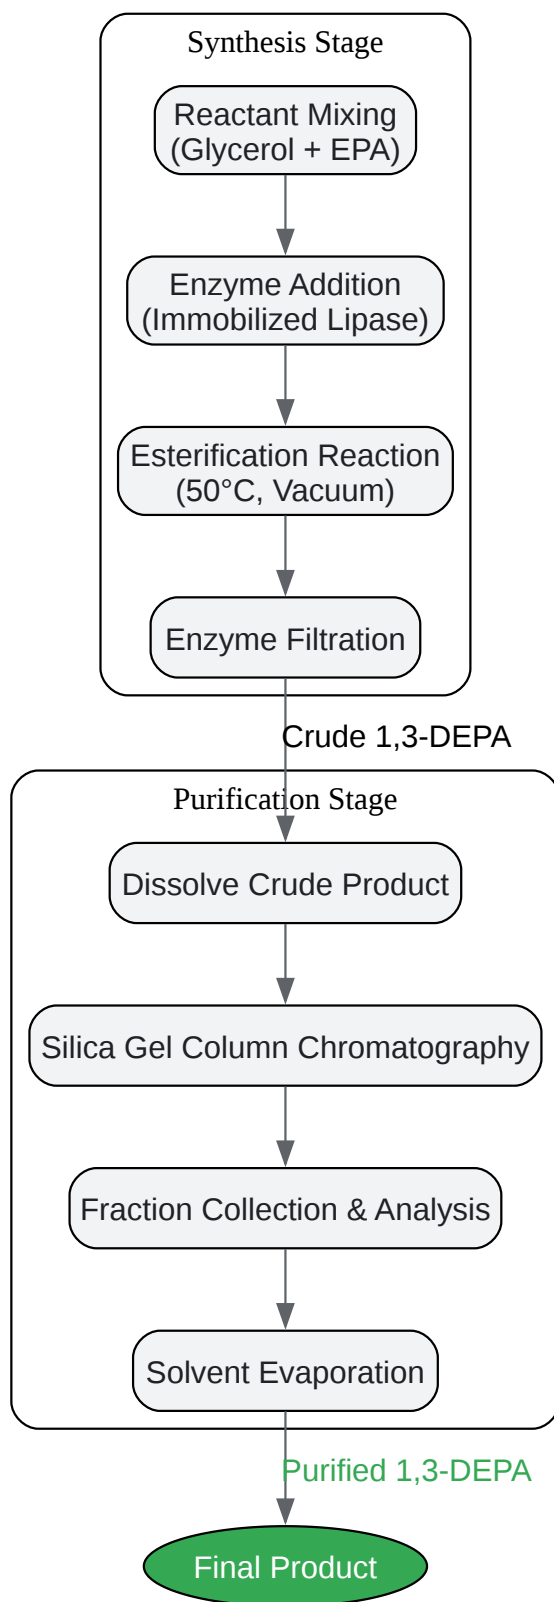 Synthesis Stage
Reactant Mixing
(Glycerol + EPA)
Enzyme Addition
(Immobilized Lipase)
Esterification Reaction
(50°C, Vacuum)
Enzyme Filtration
Crude 1,3-DEPA
Purification Stage
Dissolve Crude Product
Silica Gel Column Chromatography
Fraction Collection & Analysis
Solvent Evaporation
Purified 1,3-DEPA
Final Product